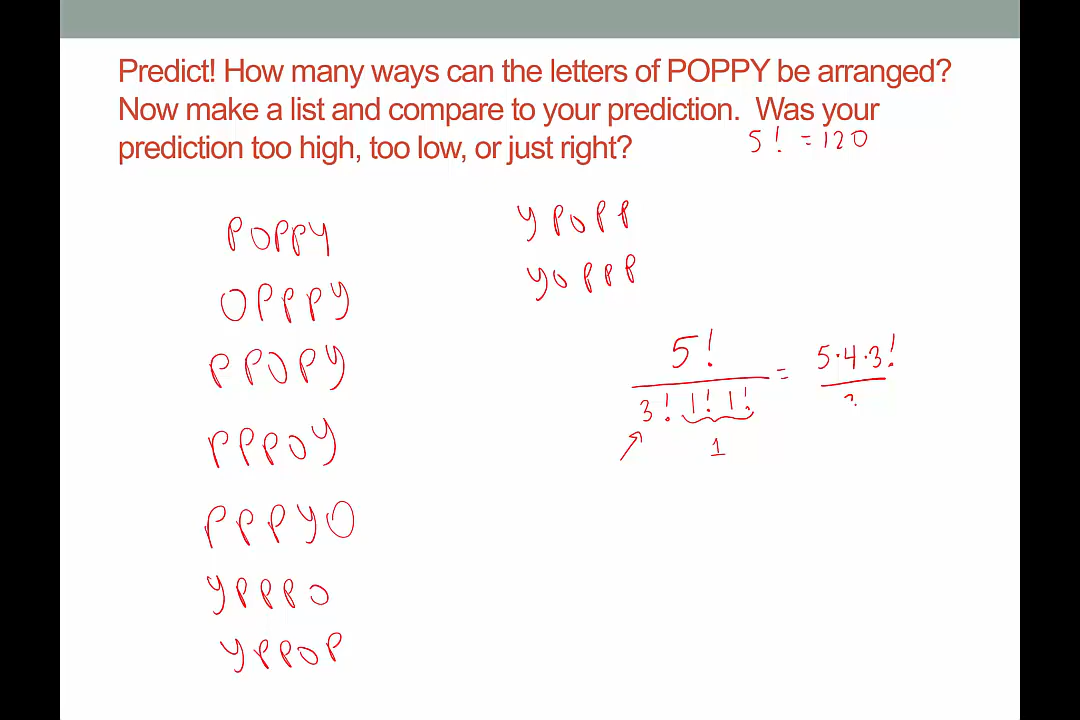 Predict! How many ways can the letters of POPPY be arranged?
Now make a list and compare to your prediction. Was your
prediction too high, too low, or just right?
5! = 120
POPPY
OPPPY
PPOPY
PPPOY
PPPYO
YPPPO
YPPOP
YPOPP
YOPPP
5! = 5·4·3!
3! 1! 1!
1